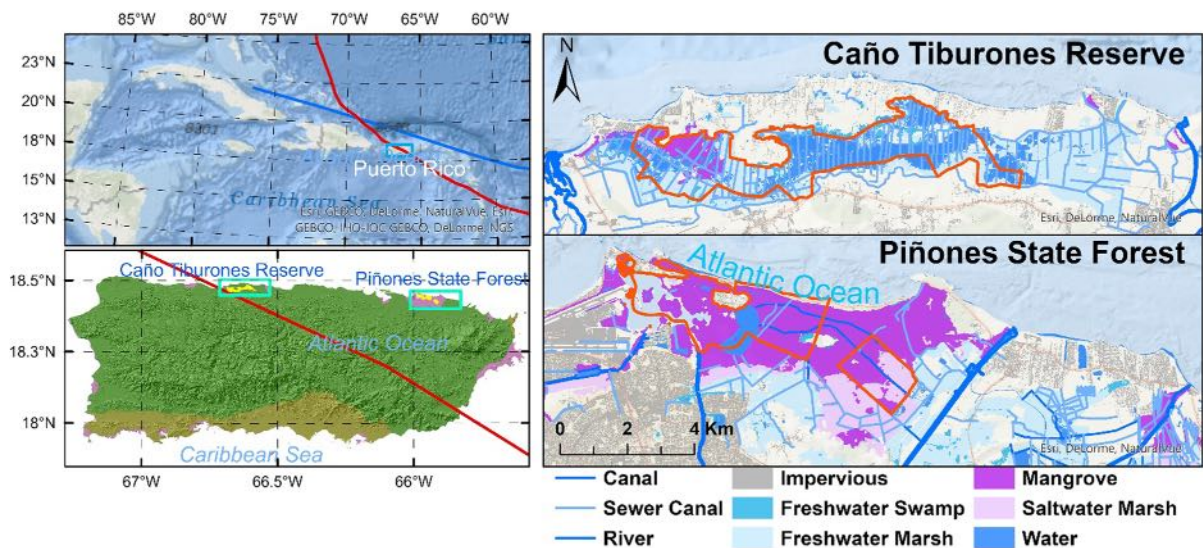 85°W 80°W 75°W 70°W 65°W 60°W
23°N
20°N
18°N
15°N
13°N
Puerto Rico
Caribbean Sea
Esri, GEBCO, DeLorme, NaturalVue, Esri
GEBCO, IHO-IOC GEBCO, DeLorme, NGS
Caño Tiburones Reserve
Piñones State Forest
18.5°N
18.3°N
18°N
Atlantic Ocean
Caribbean Sea
67°W 66.5°W 66°W
N
Caño Tiburones Reserve
Esri, DeLorme, NaturalVue
Piñones State Forest
Atlantic Ocean
0 2 4 Km
Esri, DeLorme, NaturalVue
Canal
Sewer Canal
River
Impervious
Freshwater Swamp
Freshwater Marsh
Mangrove
Saltwater Marsh
Water